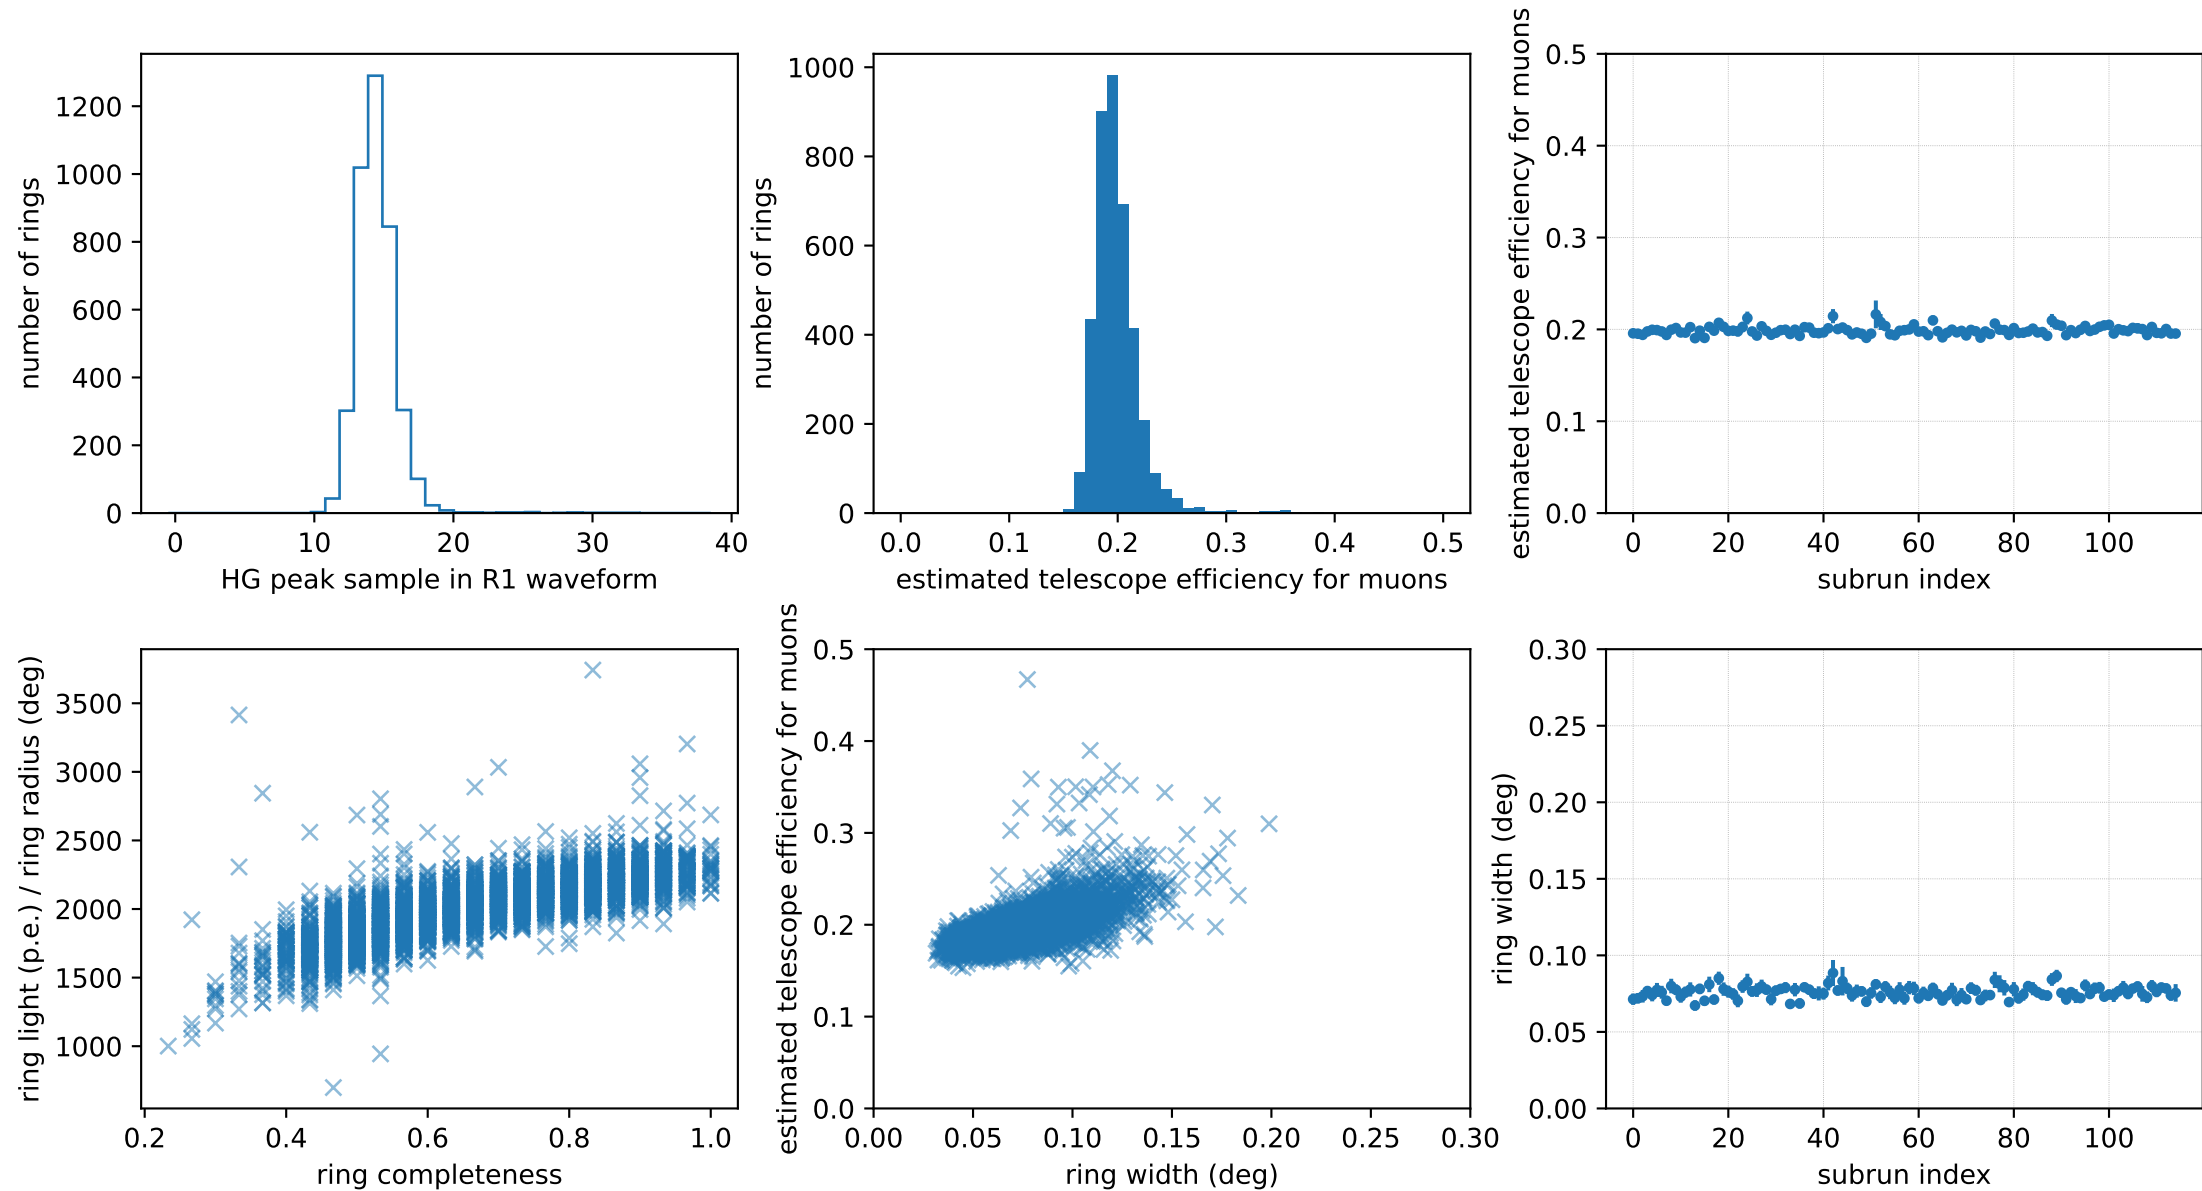 number of rings
1200
1000
800
600
400
200
0
0 10 20 30 40
HG peak sample in R1 waveform
number of rings
1000
800
600
400
200
0
0.0 0.1 0.2 0.3 0.4 0.5
estimated telescope efficiency for muons
estimated telescope efficiency for muons
0.5
0.4
0.3
0.2
0.1
0.0
0 20 40 60 80 100
subrun index
ring light (p.e.) / ring radius (deg)
3500
3000
2500
2000
1500
1000
0.2 0.4 0.6 0.8 1.0
ring completeness
estimated telescope efficiency for muons
0.5
0.4
0.3
0.2
0.1
0.0
0.00 0.05 0.10 0.15 0.20 0.25 0.30
ring width (deg)
ring width (deg)
0.30
0.25
0.20
0.15
0.10
0.05
0.00
0 20 40 60 80 100
subrun index